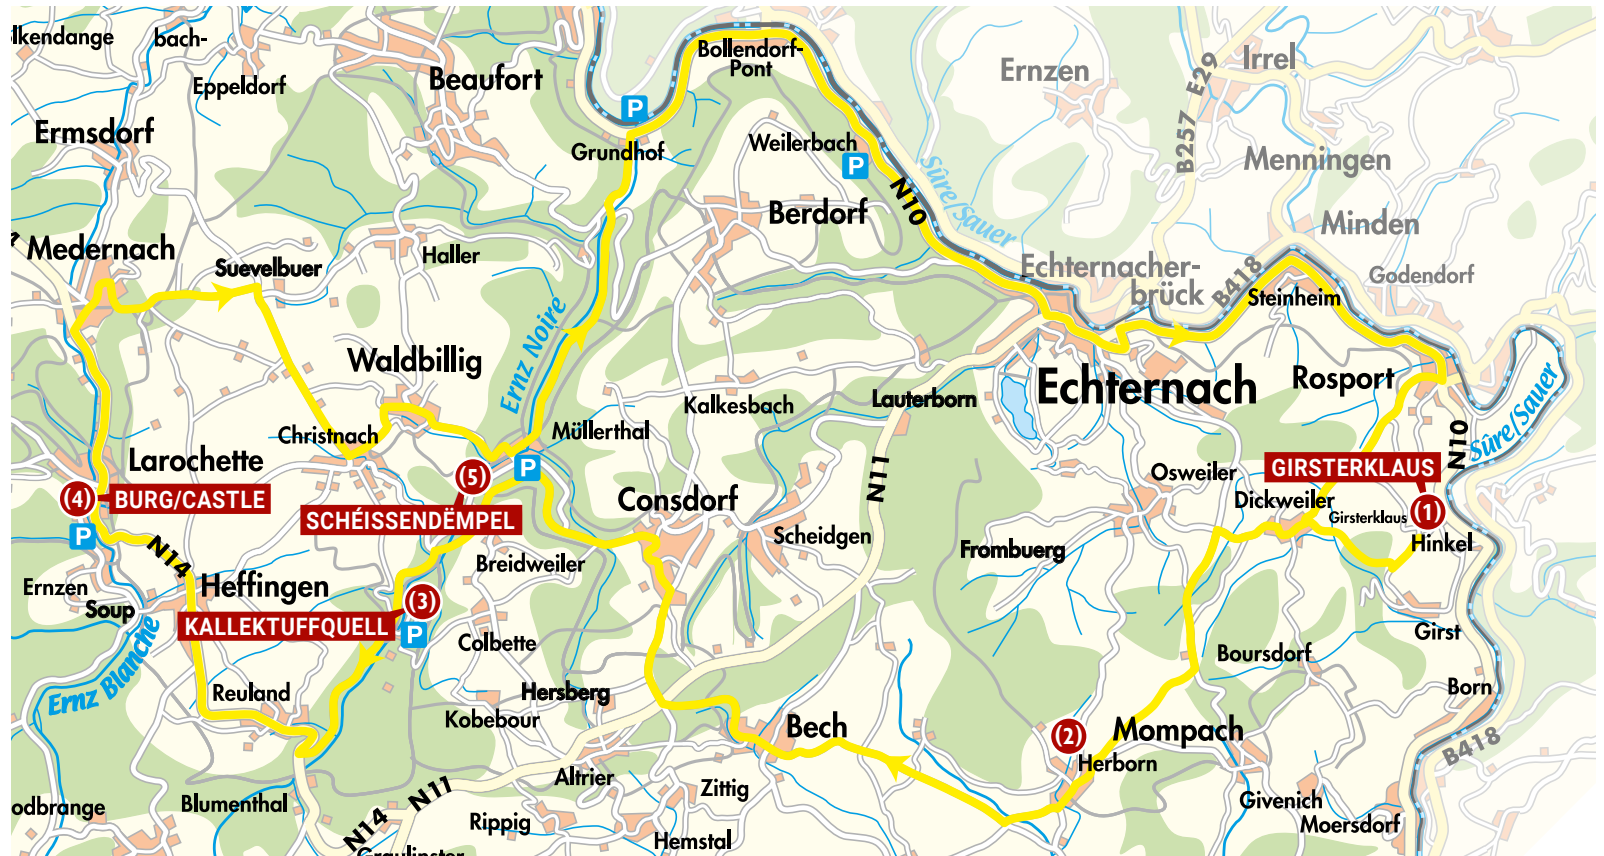 lkendange
bach-
Eppeldorf
Beaufort
Bollendorf-
Pont
Ernzen
Irrel
E29
B257
Ermsdorf
P
Grundhof
Weilerbach
P
Menningen
Sûre/Sauer
N10
Berdorf
Minden
Medernach
Suevelbuer
Haller
Echternacher-
brück
B418
Godendorf
Steinheim
Ernz Noire
Waldbillig
Echternach
Rosport
Kalkesbach
Lauterborn
Sûre/Sauer
N10
Christnach
Müllerthal
Larochette
P
N11
Osweiler
GIRSTERKLAUS
(5)
(4)
BURG/CASTLE
Consdorf
Dickweiler
Girsterklaus
(1)
SCHÉISSENDËMPEL
P
Scheidgen
Frombuerg
Hinkel
N14
Breidweiler
Ernzen
Heffingen
Soup
(3)
KALLEKTUFFQUELL
P
Colbette
Girst
Ernz Blanche
Boursdorf
Reuland
Hersberg
Born
Kobebour
Bech
(2)
Mompach
B418
Herborn
Altrier
Zittig
odbrange
Blumenthal
N11
N14
Givenich
Rippig
Moersdorf
Hemstal
Graulinster